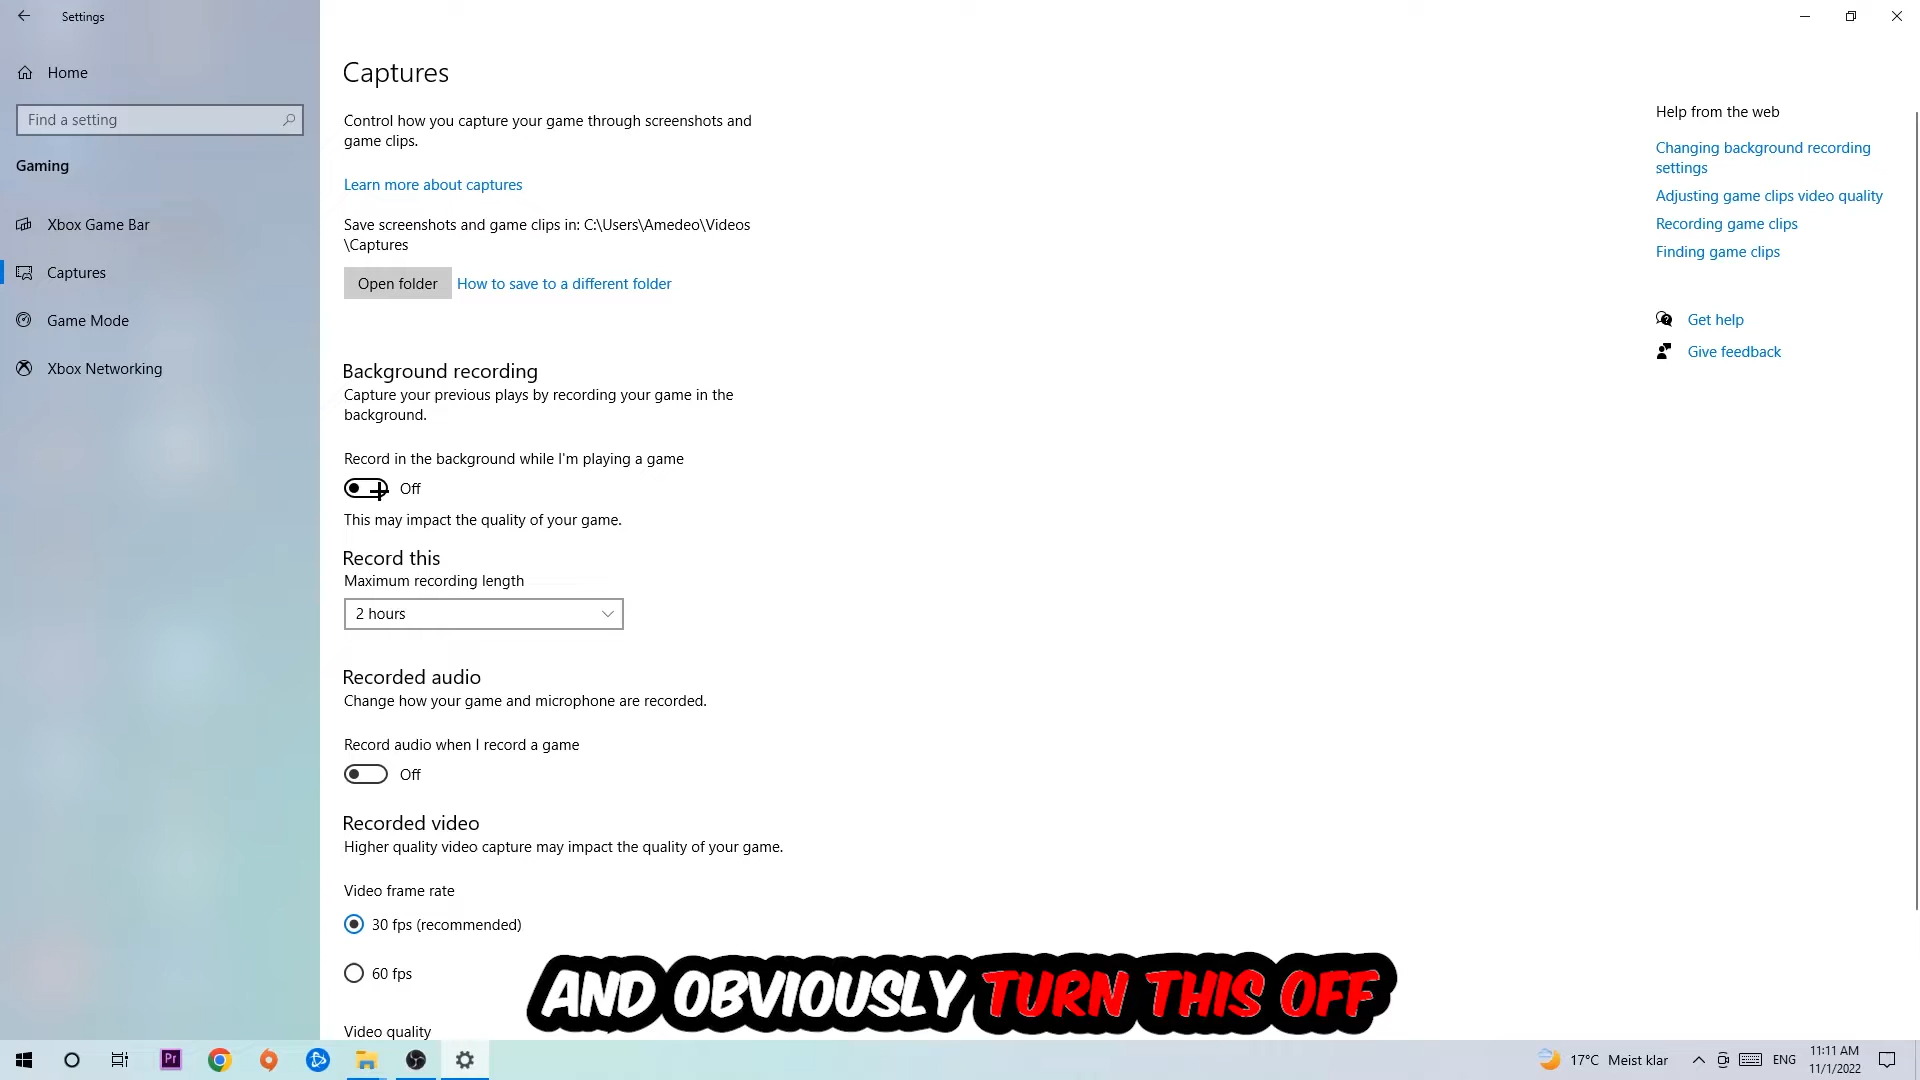 Settings
Home
Find a setting
Gaming
Xbox Game Bar
Captures
Game Mode
Xbox Networking
Captures
Control how you capture your game through screenshots and
game clips.
Learn more about captures
Save screenshots and game clips in: C:\Users\Amedeo\Videos
\Captures
Open folder
How to save to a different folder
Background recording
Capture your previous plays by recording your game in the
background.
Record in the background while I'm playing a game
Off
This may impact the quality of your game.
Record this
Maximum recording length
2 hours
Recorded audio
Change how your game and microphone are recorded.
Record audio when I record a game
Off
Recorded video
Higher quality video capture may impact the quality of your game.
Video frame rate
30 fps (recommended)
60 fps
Video quality
Help from the web
Changing background recording
settings
Adjusting game clips video quality
Recording game clips
Finding game clips
Get help
Give feedback
AND OBVIOUSLY TURN THIS OFF
Pr
17°C Meist klar
ENG
11:11 AM
11/1/2022